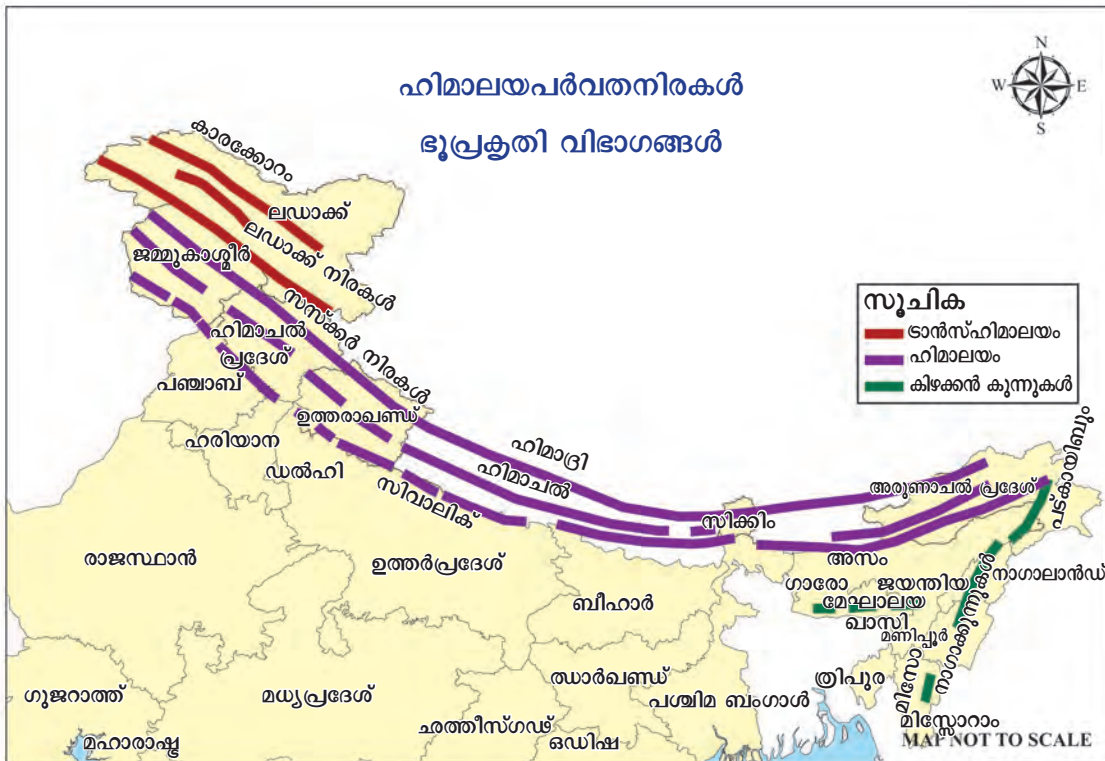 ഹിമാലയപർവതനിരകൾ
ഭൂപ്രകൃതി വിഭാഗങ്ങൾ
N
W E
S
കാരക്കോറം
ലഡാക്ക്
ലഡാക്ക് നിരകൾ
ജമ്മുകാശ്മീർ
സസ്ക്കർ നിരകൾ
ഹിമാചൽ
പ്രദേശ്
പഞ്ചാബ്
ഉത്തരാഖണ്ഡ്
ഹരിയാന
ഡൽഹി
സൂചിക
ട്രാൻസ്ഹിമാലയം
ഹിമാലയം
കിഴക്കൻ കുന്നുകൾ
ഹിമാദ്രി
ഹിമാചൽ
സിവാലിക്
സിക്കിം
അരുണാചൽ പ്രദേശ്
പട്കായിബും
അസം
രാജസ്ഥാൻ
ഉത്തർപ്രദേശ്
ബീഹാർ
ഗാരോ
ജയന്തിയ
മേഘാലയ
ഖാസി
നാഗാലാൻഡ്
നാഗാക്കുന്നുകൾ
മണിപ്പൂർ
മിസോ
ത്രിപുര
മിസ്സോറാം
ഗുജറാത്ത്
മധ്യപ്രദേശ്
ഝാർഖണ്ഡ്
പശ്ചിമ ബംഗാൾ
ഛത്തീസ്ഗഢ്
ഒഡിഷ
മഹാരാഷ്ട്ര
MAP NOT TO SCALE